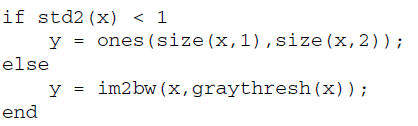 if std2(x) < 1
    y = ones(size(x,1),size(x,2));
else
    y = im2bw(x,graythresh(x));
end